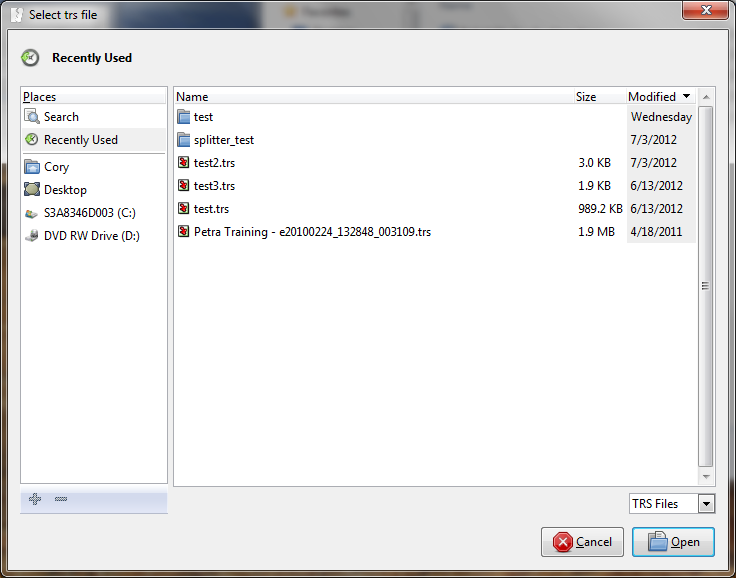 Select trs file
Recently Used
Places
Search
Recently Used
Cory
Desktop
S3A8346D003 (C:)
DVD RW Drive (D:)
Name Size Modified
test Wednesday
splitter_test 7/3/2012
test2.trs 3.0 KB 7/3/2012
test3.trs 1.9 KB 6/13/2012
test.trs 989.2 KB 6/13/2012
Petra Training - e20100224_132848_003109.trs 1.9 MB 4/18/2011
TRS Files
Cancel Open